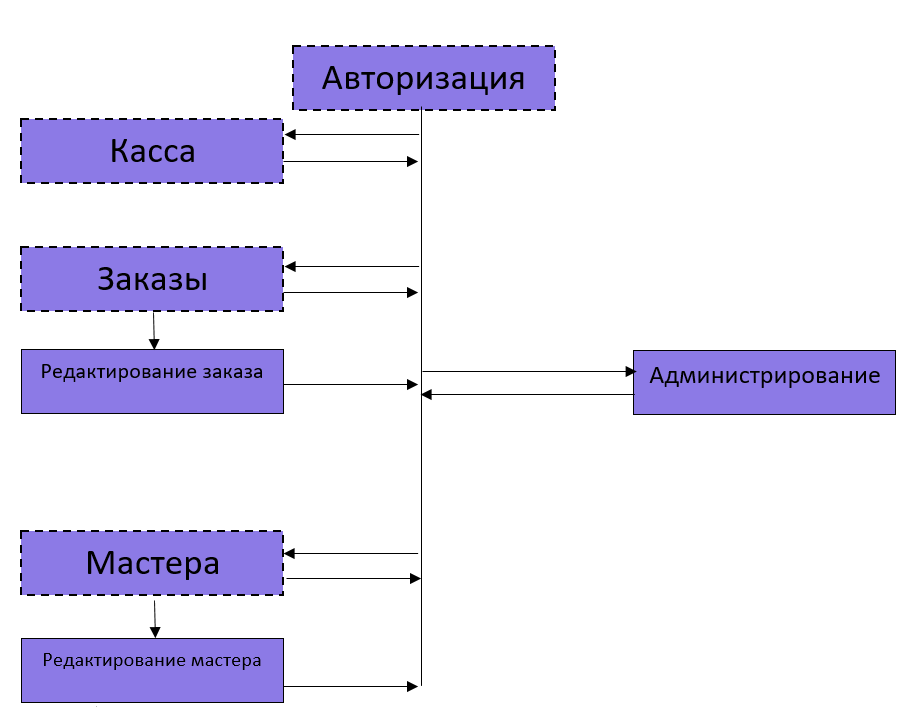 Авторизация
Касса
Заказы
Редактирование заказа
Администрирование
Мастера
Редактирование мастера